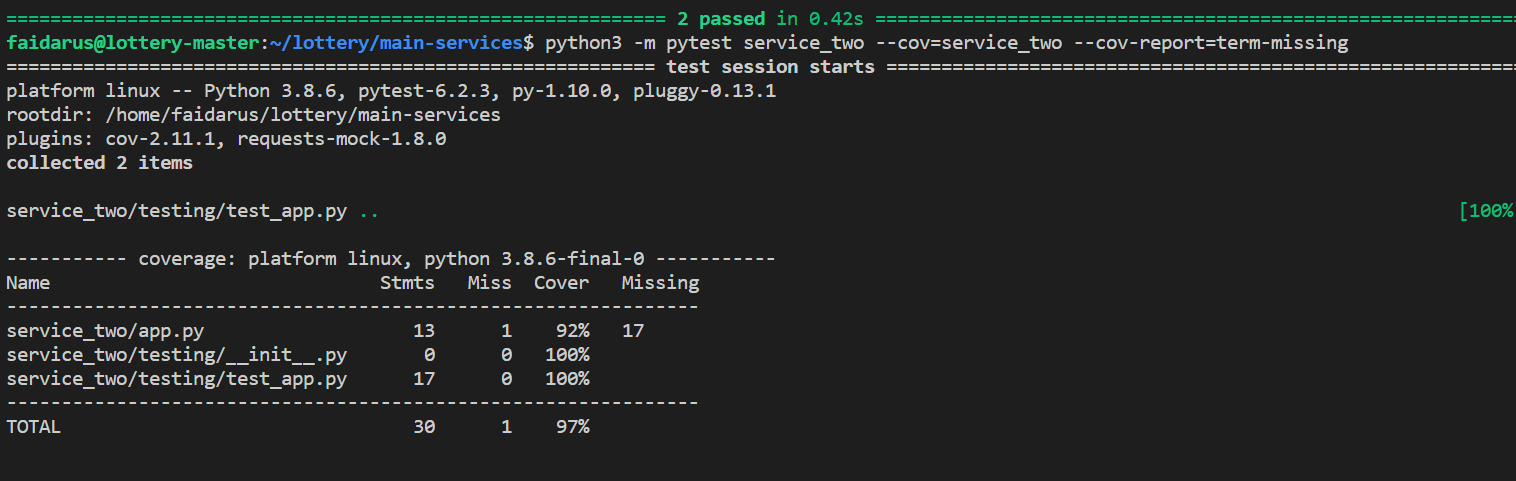 ============================================================ 2 passed in 0.42s ============================================================
faidarus@lottery-master:~/lottery/main-services$ python3 -m pytest service_two --cov=service_two --cov-report=term-missing
=========================================================== test session starts ===========================================================
platform linux -- Python 3.8.6, pytest-6.2.3, py-1.10.0, pluggy-0.13.1
rootdir: /home/faidarus/lottery/main-services
plugins: cov-2.11.1, requests-mock-1.8.0
collected 2 items

service_two/testing/test_app.py .. [100%

----------- coverage: platform linux, python 3.8.6-final-0 -----------
Name                              Stmts   Miss  Cover   Missing
---------------------------------------------------------------
service_two/app.py                   13      1    92%   17
service_two/testing/__init__.py       0      0   100%
service_two/testing/test_app.py      17      0   100%
---------------------------------------------------------------
TOTAL                                30      1    97%